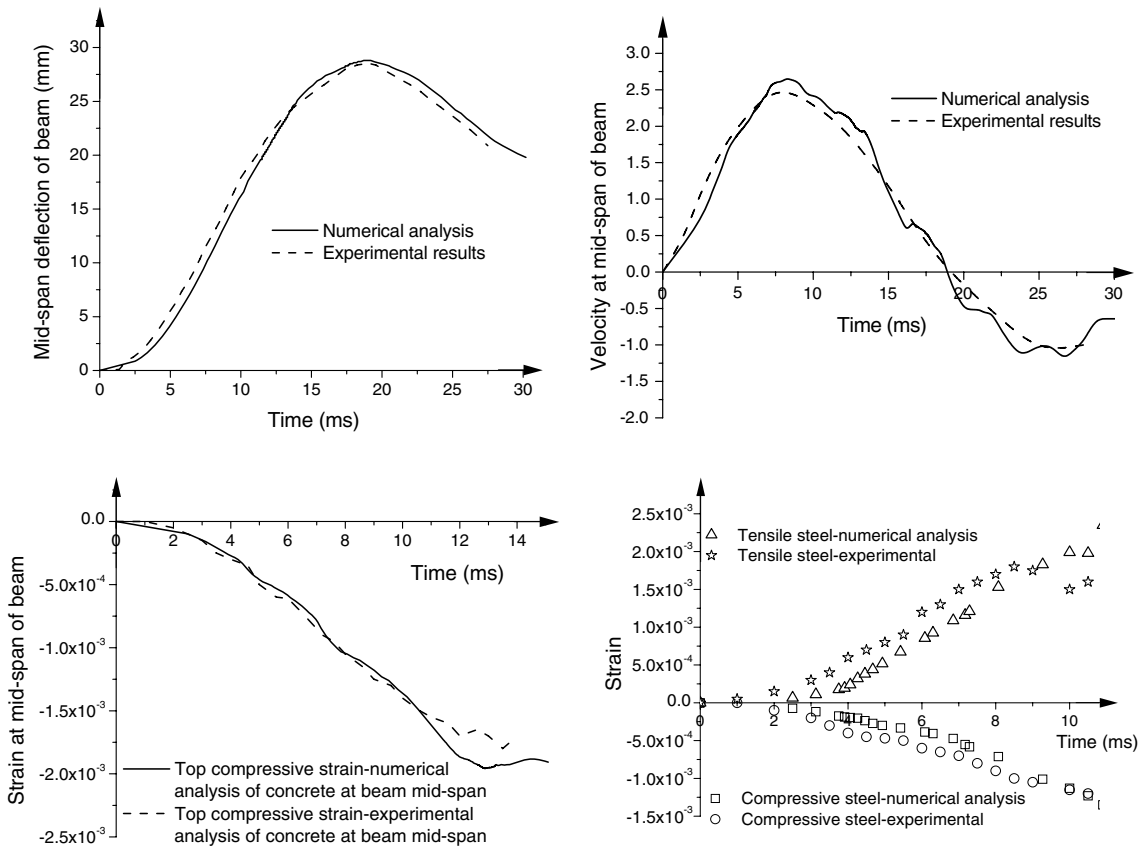 Mid-span deflection of beam (mm)
30
20
10
0
Numerical analysis
Experimental results
0 5 10 15 20 25 30
Time (ms)
Velocity at mid-span of beam
3.0
2.5
2.0
1.5
1.0
0.5
0.0
-0.5
-1.0
-1.5
-2.0
Numerical analysis
Experimental results
0 5 10 15 20 25 30
Time (ms)
Strain at mid-span of beam
0.0
-5.0x10⁻⁴
-1.0x10⁻³
-1.5x10⁻³
-2.0x10⁻³
-2.5x10⁻³
0 2 4 6 8 10 12 14
Time (ms)
Top compressive strain-numerical
analysis of concrete at beam mid-span
Top compressive strain-experimental
analysis of concrete at beam mid-span
Strain
2.5x10⁻³
2.0x10⁻³
1.5x10⁻³
1.0x10⁻³
5.0x10⁻⁴
0.0
-5.0x10⁻⁴
-1.0x10⁻³
-1.5x10⁻³
Tensile steel-numerical analysis
Tensile steel-experimental
0 2 4 6 8 10
Time (ms)
Compressive steel-numerical analysis
Compressive steel-experimental